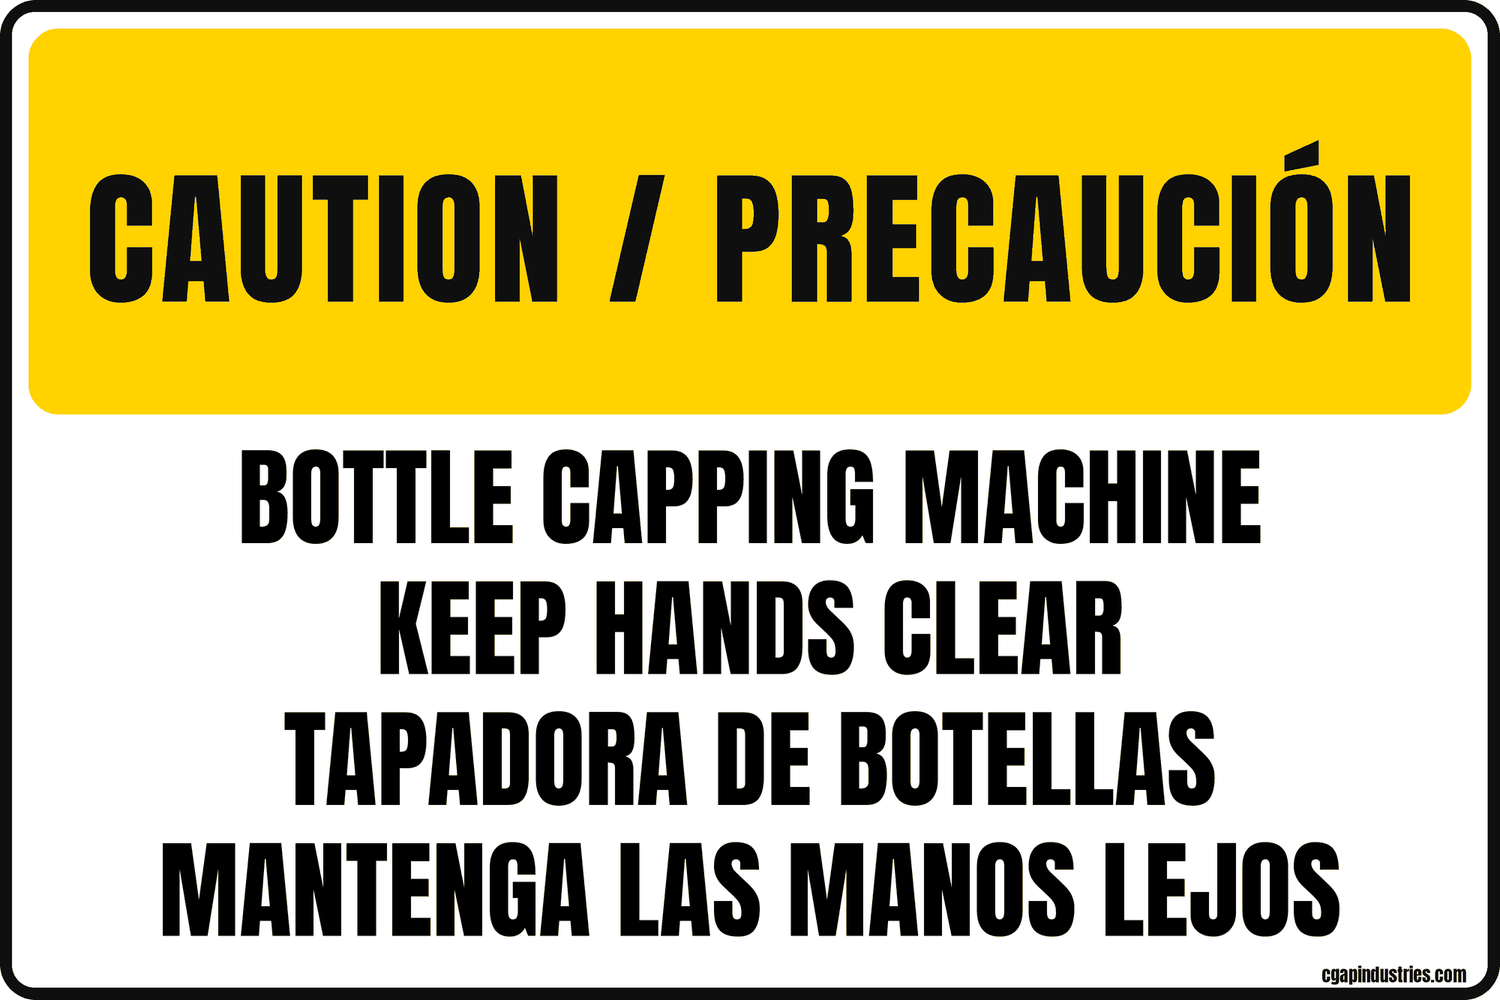 CAUTION / PRECAUCIÓN
BOTTLE CAPPING MACHINE
KEEP HANDS CLEAR
TAPADORA DE BOTELLAS
MANTENGA LAS MANOS LEJOS
cgapindustries.com